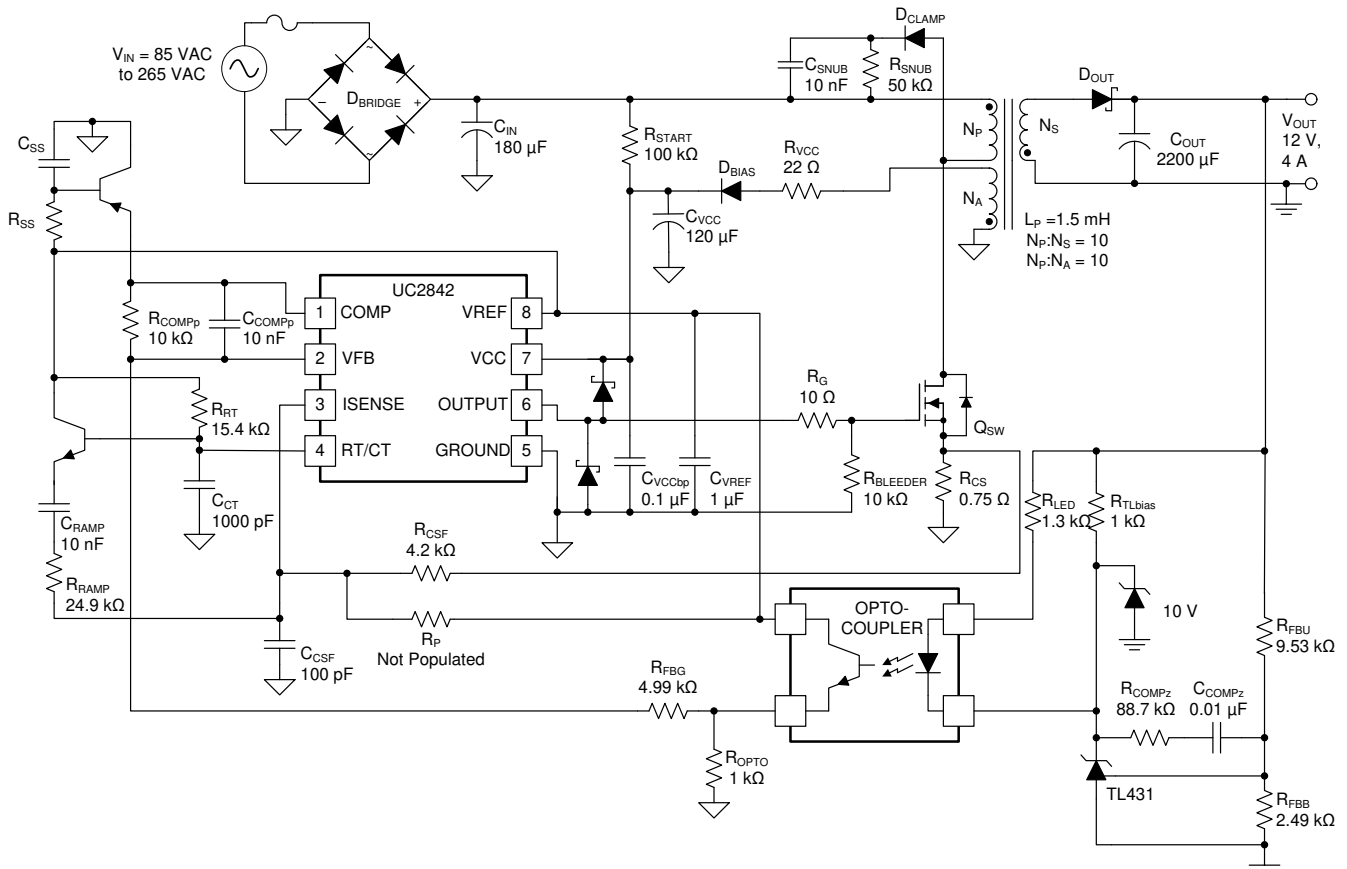 V_IN = 85 VAC
to 265 VAC
~
−
D_BRIDGE
+
~
C_IN
180 µF
C_SNUB
10 nF
R_SNUB
50 kΩ
D_CLAMP
R_START
100 kΩ
D_BIAS
R_VCC
22 Ω
C_VCC
120 µF
N_P
N_S
N_A
L_P =1.5 mH
N_P:N_S = 10
N_P:N_A = 10
D_OUT
C_OUT
2200 µF
V_OUT
12 V,
4 A
C_SS
R_SS
R_COMPp
10 kΩ
C_COMPp
10 nF
UC2842
1 COMP
2 VFB
3 ISENSE
4 RT/CT
VREF 8
VCC 7
OUTPUT 6
GROUND 5
R_RT
15.4 kΩ
C_CT
1000 pF
C_RAMP
10 nF
R_RAMP
24.9 kΩ
C_VCCbp
0.1 µF
C_VREF
1 µF
R_G
10 Ω
R_BLEEDER
10 kΩ
Q_SW
R_CS
0.75 Ω
R_LED
1.3 kΩ
R_TLbias
1 kΩ
10 V
R_CSF
4.2 kΩ
R_P
Not Populated
C_CSF
100 pF
OPTO-
COUPLER
R_FBG
4.99 kΩ
R_OPTO
1 kΩ
R_COMPz
88.7 kΩ
C_COMPz
0.01 µF
TL431
R_FBU
9.53 kΩ
R_FBB
2.49 kΩ